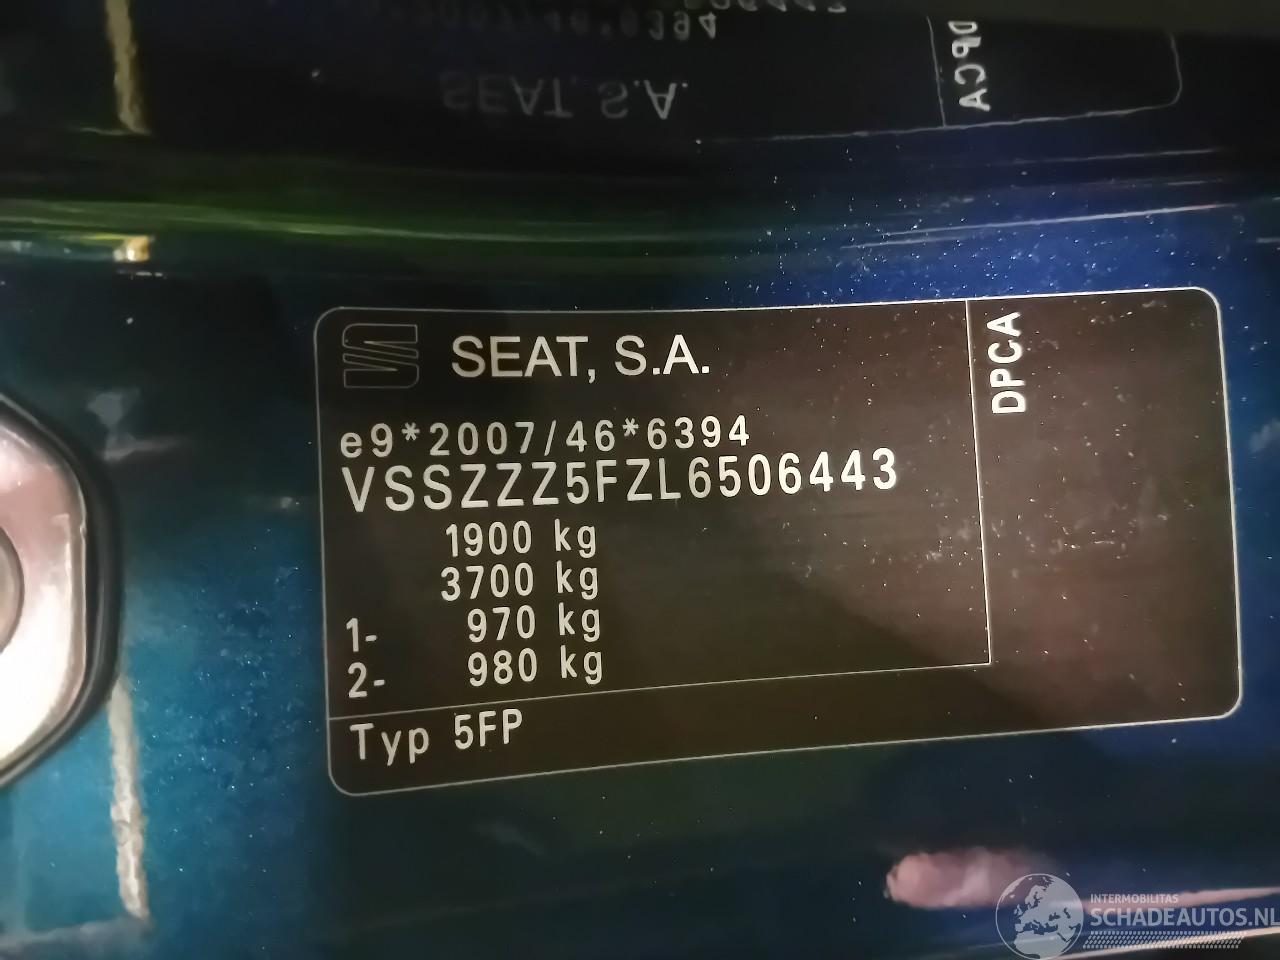 SEAT, S.A.
DPCA
e9*2007/46*6394
VSSZZZ5FZL6506443
1900 kg
3700 kg
1- 970 kg
2- 980 kg
Typ 5FP
INTERMOBILITAS
SCHADEAUTOS.NL